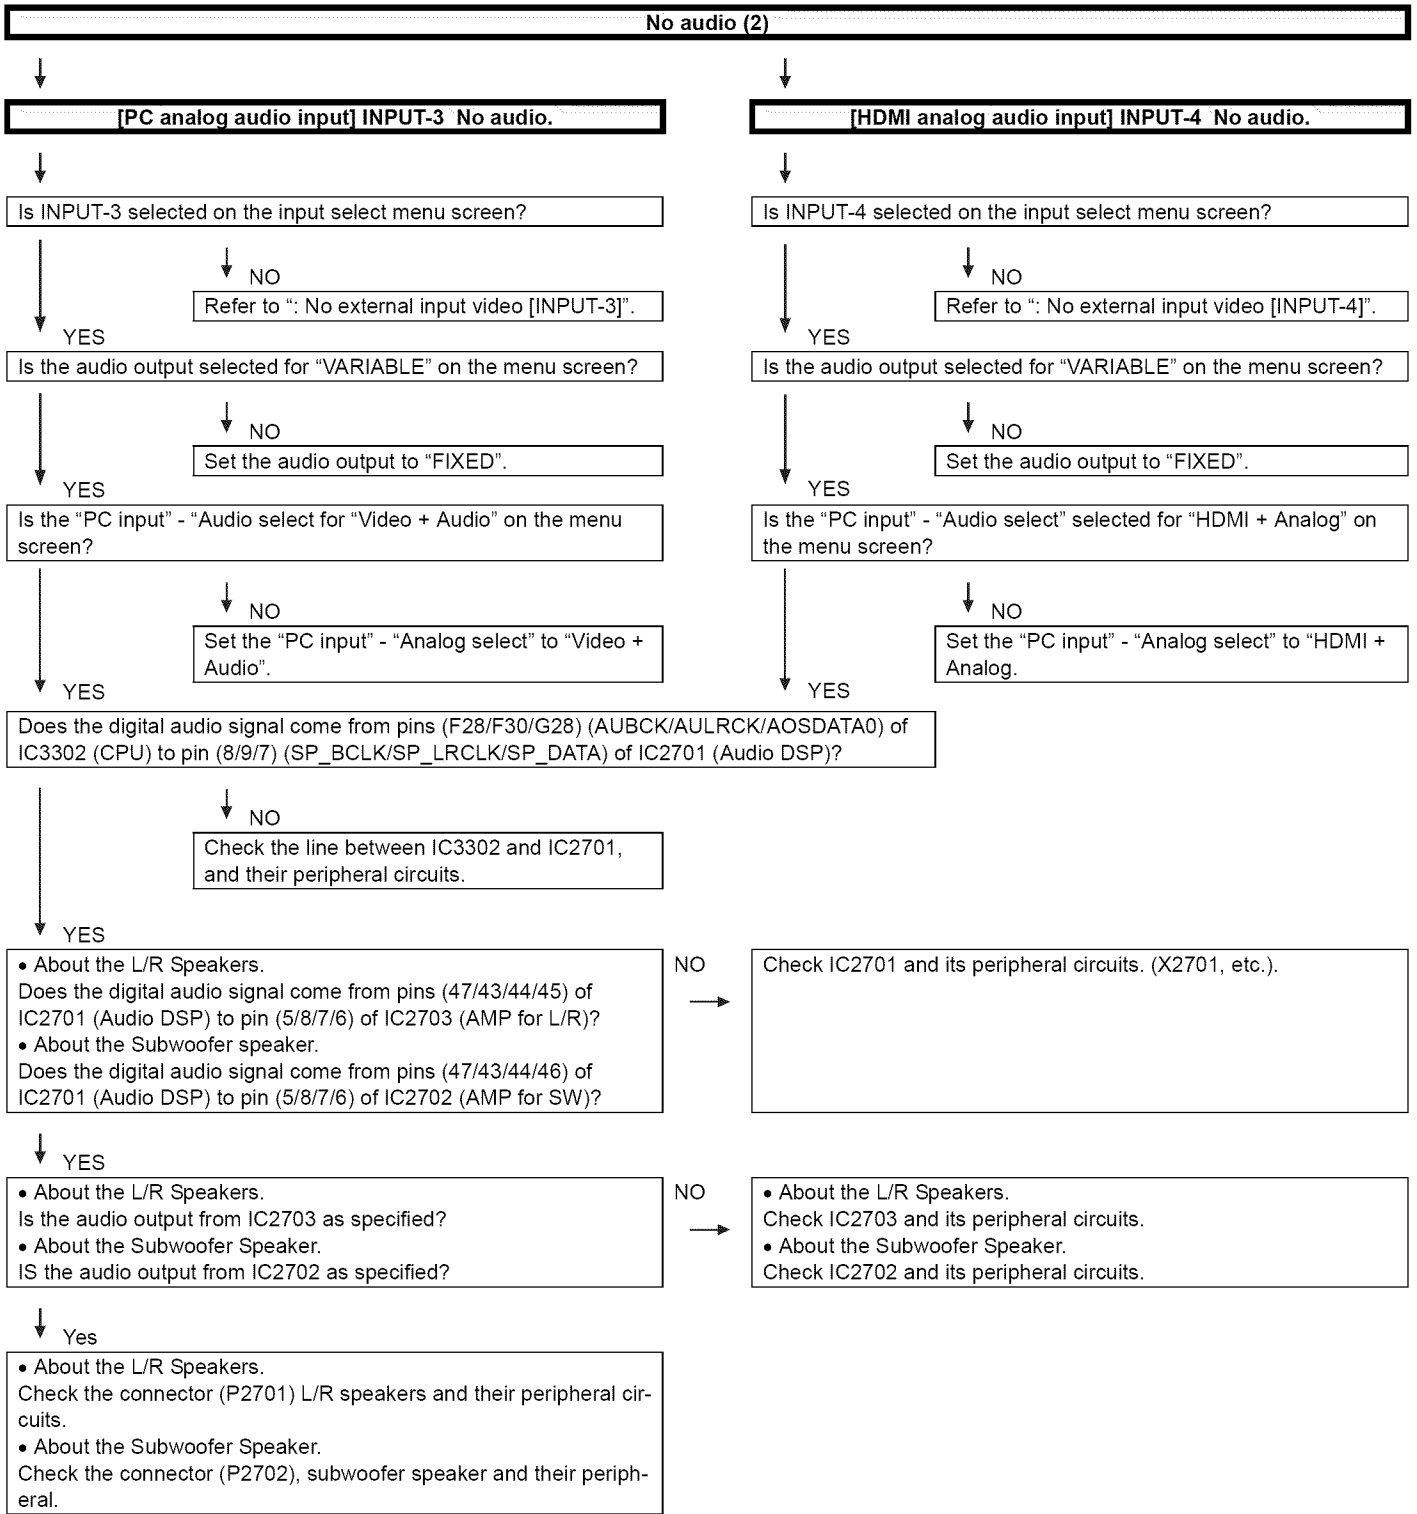 No audio (2)
[PC analog audio input] INPUT-3 No audio.
[HDMI analog audio input] INPUT-4 No audio.
Is INPUT-3 selected on the input select menu screen?
Is INPUT-4 selected on the input select menu screen?
NO
NO
Refer to “: No external input video [INPUT-3]”.
Refer to “: No external input video [INPUT-4]”.
YES
YES
Is the audio output selected for “VARIABLE” on the menu screen?
Is the audio output selected for “VARIABLE” on the menu screen?
NO
NO
Set the audio output to “FIXED”.
Set the audio output to “FIXED”.
YES
YES
Is the “PC input” - “Audio select for “Video + Audio” on the menu
screen?
Is the “PC input” - “Audio select” selected for “HDMI + Analog” on
the menu screen?
NO
NO
Set the “PC input” - “Analog select” to “Video +
Audio”.
Set the “PC input” - “Analog select” to “HDMI +
Analog.
YES
YES
Does the digital audio signal come from pins (F28/F30/G28) (AUBCK/AULRCK/AOSDATA0) of
IC3302 (CPU) to pin (8/9/7) (SP_BCLK/SP_LRCLK/SP_DATA) of IC2701 (Audio DSP)?
NO
Check the line between IC3302 and IC2701,
and their peripheral circuits.
YES
• About the L/R Speakers.
Does the digital audio signal come from pins (47/43/44/45) of
IC2701 (Audio DSP) to pin (5/8/7/6) of IC2703 (AMP for L/R)?
• About the Subwoofer speaker.
Does the digital audio signal come from pins (47/43/44/46) of
IC2701 (Audio DSP) to pin (5/8/7/6) of IC2702 (AMP for SW)?
NO
Check IC2701 and its peripheral circuits. (X2701, etc.).
YES
• About the L/R Speakers.
Is the audio output from IC2703 as specified?
• About the Subwoofer Speaker.
IS the audio output from IC2702 as specified?
NO
• About the L/R Speakers.
Check IC2703 and its peripheral circuits.
• About the Subwoofer Speaker.
Check IC2702 and its peripheral circuits.
Yes
• About the L/R Speakers.
Check the connector (P2701) L/R speakers and their peripheral cir-
cuits.
• About the Subwoofer Speaker.
Check the connector (P2702), subwoofer speaker and their periph-
eral.